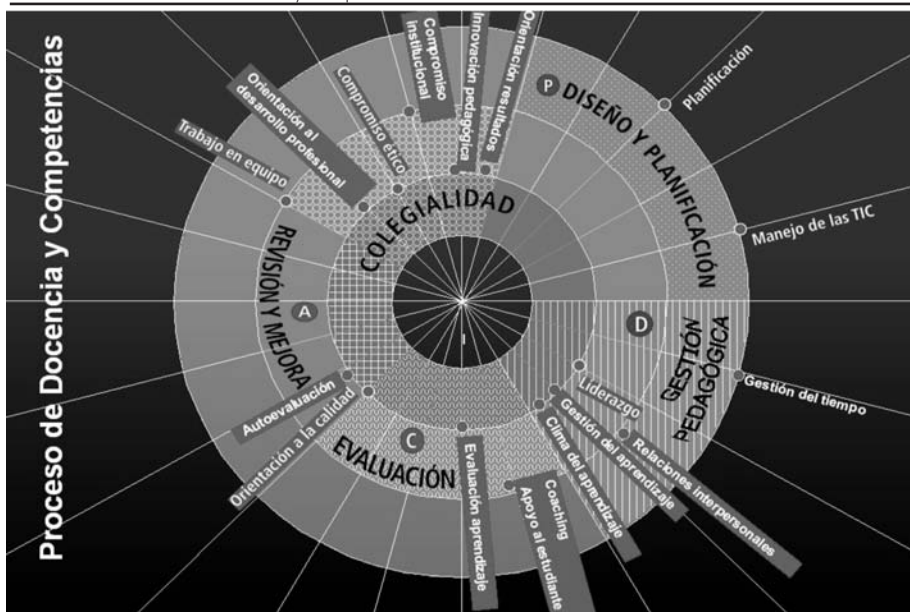 Proceso de Docencia y Competencias
Trabajo en equipo
Orientación al
desarrollo profesional
Compromiso ético
Compromiso
institucional
Innovación pedagógica
Orientación resultados
P
DISEÑO Y PLANIFICACIÓN
Planificación
Manejo de las TIC
COLEGIALIDAD
REVISIÓN Y MEJORA
A
D
GESTIÓN
PEDAGÓGICA
Gestión del tiempo
Liderazgo
Gestión del aprendizaje
Clima del aprendizaje
Relaciones interpersonales
Autoevaluación
Orientación a la calidad
C
EVALUACIÓN
Evaluación aprendizaje
Coaching
Apoyo al estudiante